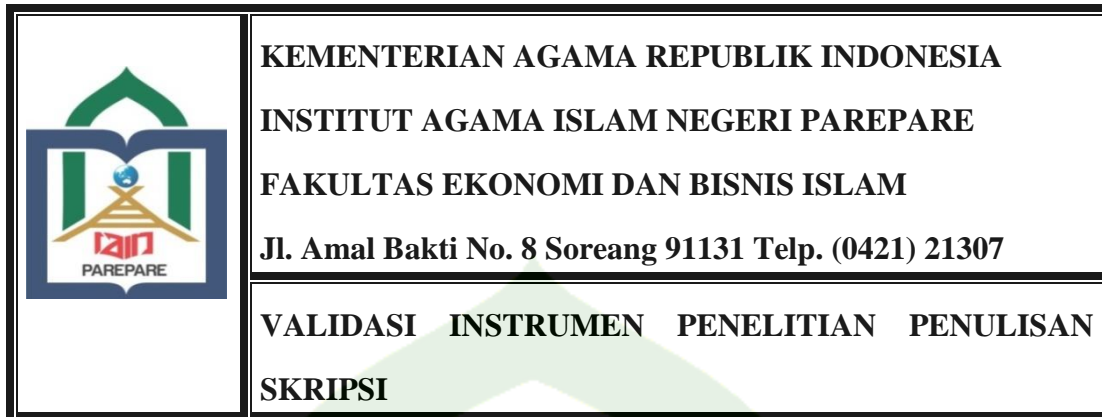 IAIN
PAREPARE
KEMENTERIAN AGAMA REPUBLIK INDONESIA
INSTITUT AGAMA ISLAM NEGERI PAREPARE
FAKULTAS EKONOMI DAN BISNIS ISLAM
Jl. Amal Bakti No. 8 Soreang 91131 Telp. (0421) 21307
VALIDASI INSTRUMEN PENELITIAN PENULISAN
SKRIPSI